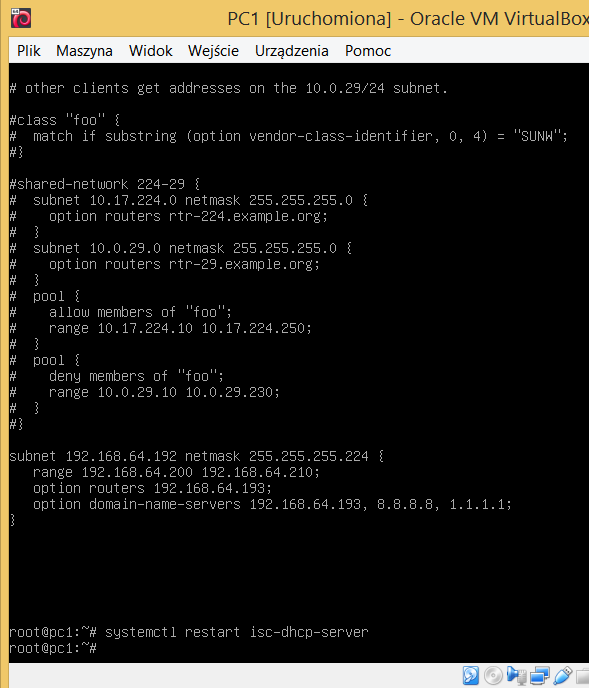 PC1 [Uruchomiona] - Oracle VM VirtualBox
Plik Maszyna Widok Wejście Urządzenia Pomoc
# other clients get addresses on the 10.0.29/24 subnet.
#class "foo" {
#  match if substring (option vendor-class-identifier, 0, 4) = "SUNW";
#}
#shared-network 224-29 {
#  subnet 10.17.224.0 netmask 255.255.255.0 {
#    option routers rtr-224.example.org;
#  }
#  subnet 10.0.29.0 netmask 255.255.255.0 {
#    option routers rtr-29.example.org;
#  }
#  pool {
#    allow members of "foo";
#    range 10.17.224.10 10.17.224.250;
#  }
#  pool {
#    deny members of "foo";
#    range 10.0.29.10 10.0.29.230;
#  }
#}
subnet 192.168.64.192 netmask 255.255.255.224 {
   range 192.168.64.200 192.168.64.210;
   option routers 192.168.64.193;
   option domain-name-servers 192.168.64.193, 8.8.8.8, 1.1.1.1;
}
root@pc1:~# systemctl restart isc-dhcp-server
root@pc1:~#